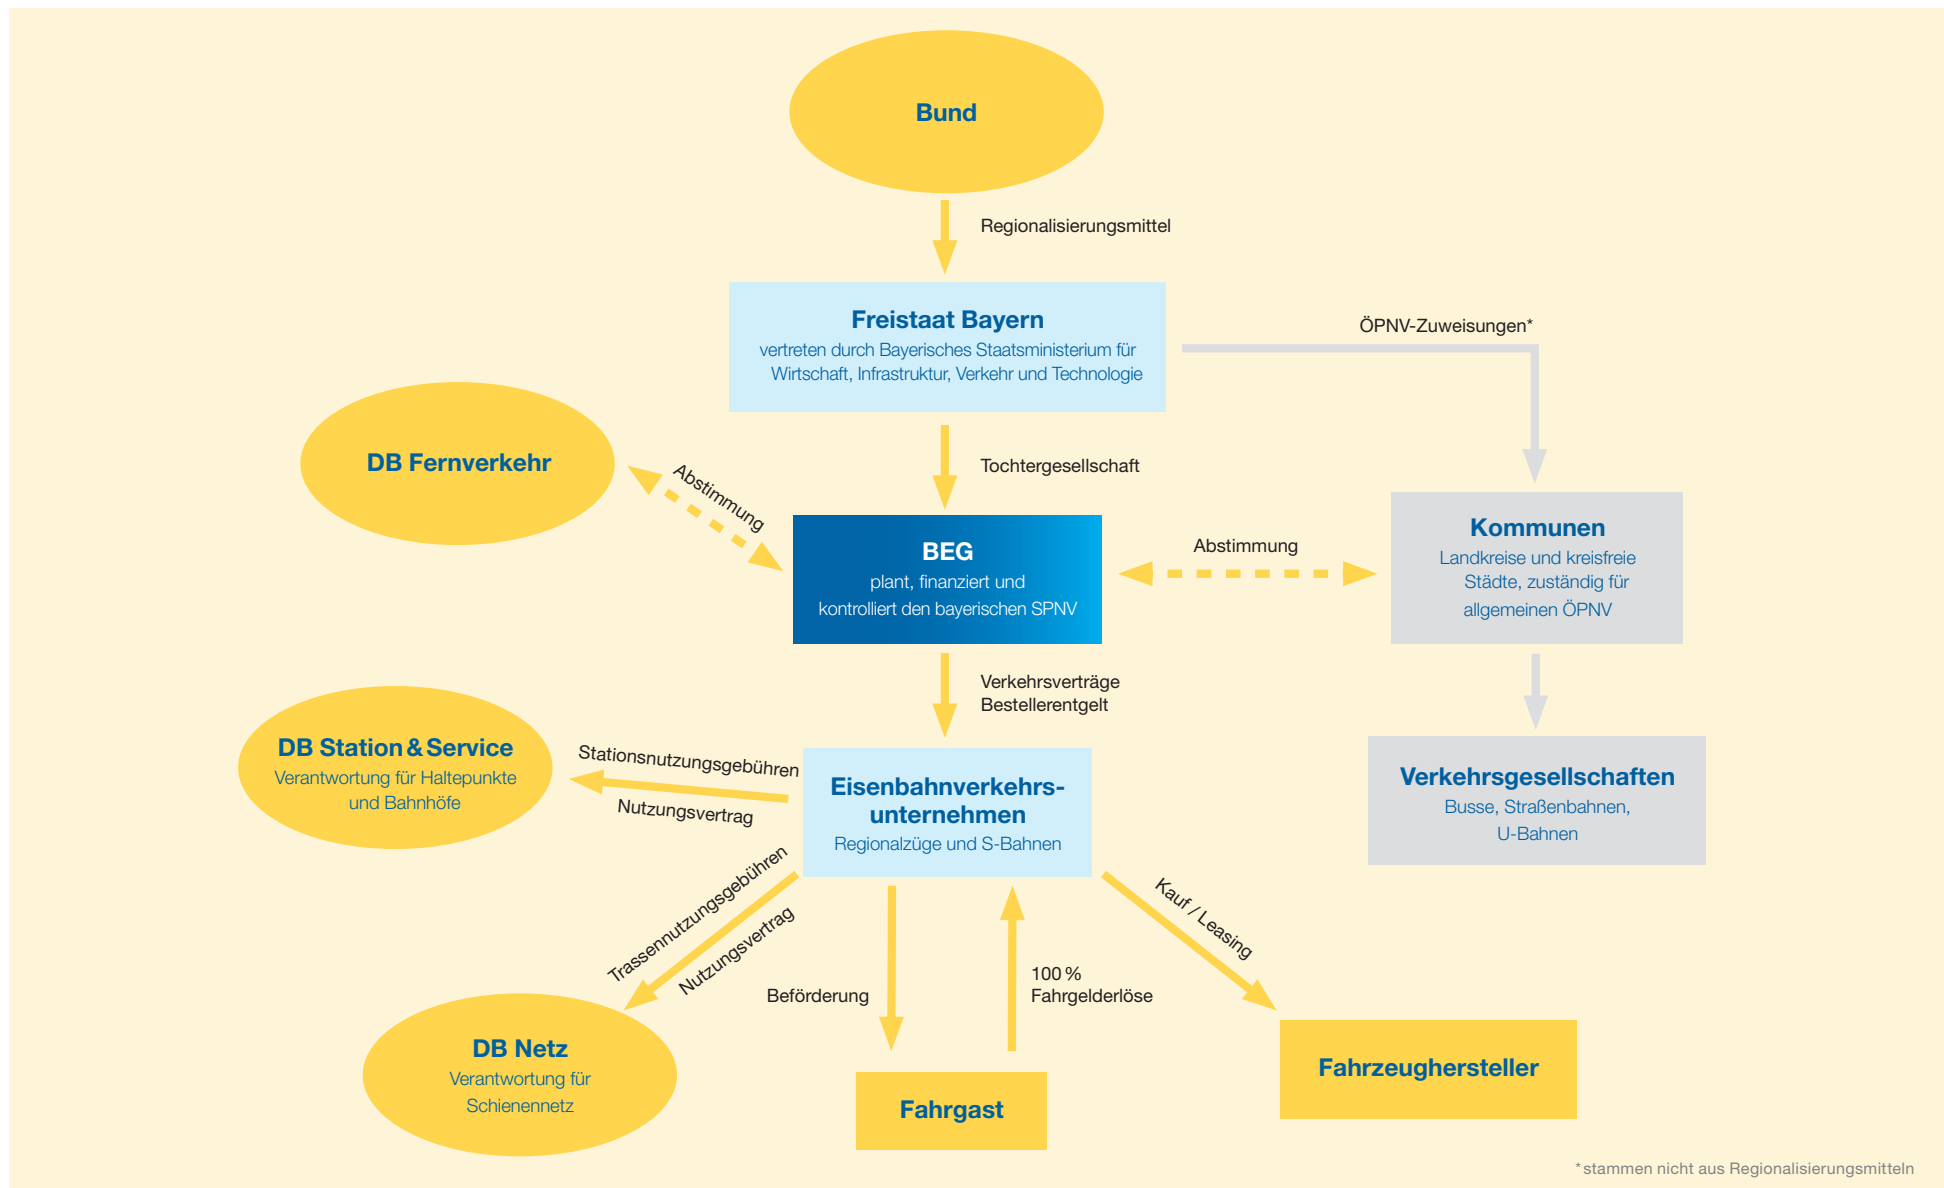 Bund
Regionalisierungsmittel
Freistaat Bayern
vertreten durch Bayerisches Staatsministerium für
Wirtschaft, Infrastruktur, Verkehr und Technologie
ÖPNV-Zuweisungen*
DB Fernverkehr
Abstimmung
Tochtergesellschaft
BEG
plant, finanziert und
kontrolliert den bayerischen SPNV
Abstimmung
Kommunen
Landkreise und kreisfreie
Städte, zuständig für
allgemeinen ÖPNV
Verkehrsverträge
Bestellerentgelt
DB Station & Service
Verantwortung für Haltepunkte
und Bahnhöfe
Stationsnutzungsgebühren
Nutzungsvertrag
Eisenbahnverkehrs-
unternehmen
Regionalzüge und S-Bahnen
Verkehrsgesellschaften
Busse, Straßenbahnen,
U-Bahnen
Trassennutzungsgebühren
Nutzungsvertrag
Beförderung
100 %
Fahrgelderlöse
Kauf / Leasing
DB Netz
Verantwortung für
Schienennetz
Fahrgast
Fahrzeughersteller
* stammen nicht aus Regionalisierungsmitteln